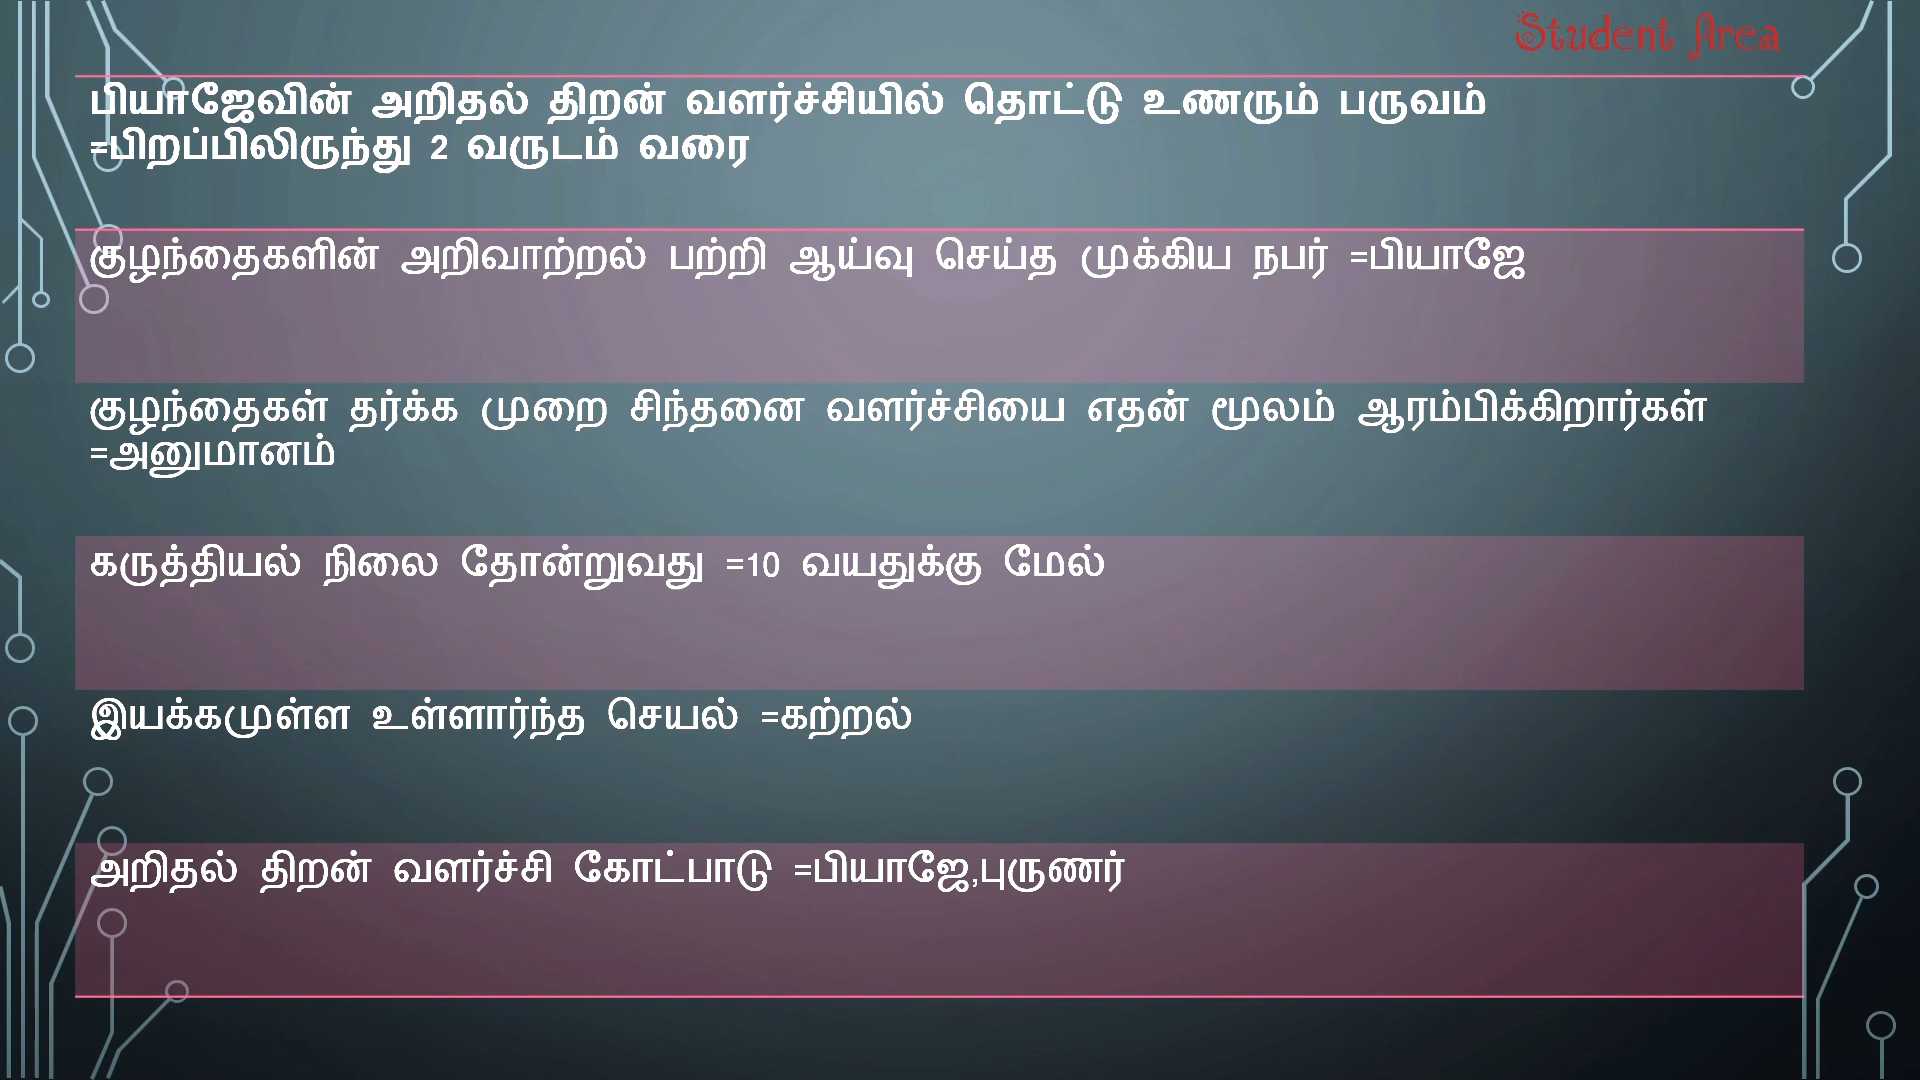 Student Area
பியாஜேவின் அறிதல் திறன் வளர்ச்சியில் தொட்டு உணரும் பருவம்
=பிறப்பிலிருந்து 2 வருடம் வரை
குழந்தைகளின் அறிவாற்றல் பற்றி ஆய்வு செய்த முக்கிய நபர் =பியாஜே
குழந்தைகள் தர்க்க முறை சிந்தனை வளர்ச்சியை எதன் மூலம் ஆரம்பிக்கிறார்கள்
=அனுமானம்
கருத்தியல் நிலை தோன்றுவது =10 வயதுக்கு மேல்
இயக்கமுள்ள உள்ளார்ந்த செயல் =கற்றல்
அறிதல் திறன் வளர்ச்சி கோட்பாடு =பியாஜே,புருணர்